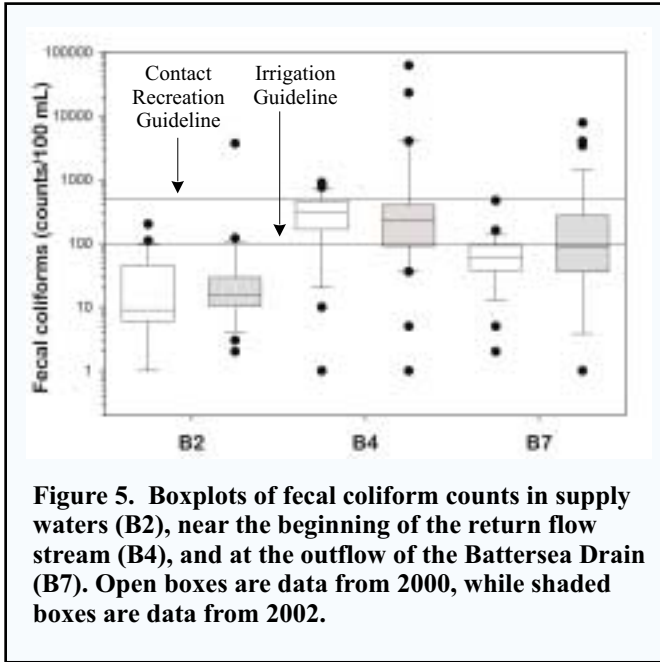 100000
Contact
Recreation
Guideline
Irrigation
Guideline
10000
1000
100
10
1
Fecal coliforms (counts/100 mL)
B2
B4
B7
Figure 5. Boxplots of fecal coliform counts in supply
waters (B2), near the beginning of the return flow
stream (B4), and at the outflow of the Battersea Drain
(B7). Open boxes are data from 2000, while shaded
boxes are data from 2002.